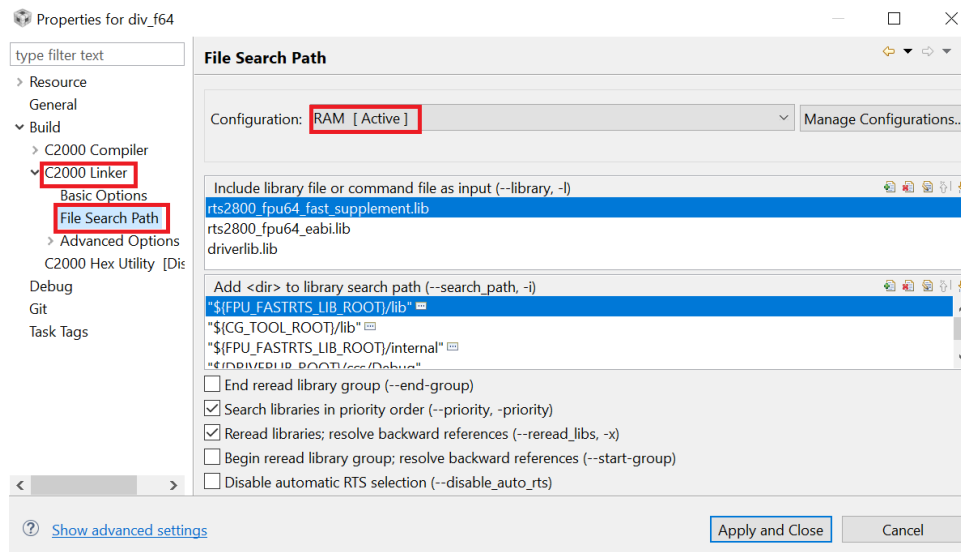 Properties for div_f64
type filter text
Resource
General
Build
C2000 Compiler
C2000 Linker
Basic Options
File Search Path
Advanced Options
C2000 Hex Utility [Dis
Debug
Git
Task Tags
File Search Path
Configuration: RAM [ Active ]
Manage Configurations..
Include library file or command file as input (--library, -l)
rts2800_fpu64_fast_supplement.lib
rts2800_fpu64_eabi.lib
driverlib.lib
Add <dir> to library search path (--search_path, -i)
"${FPU_FASTRTS_LIB_ROOT}/lib"
"${CG_TOOL_ROOT}/lib"
"${FPU_FASTRTS_LIB_ROOT}/internal"
"${DRIVERLIB_ROOT}/ccs/Debug"
End reread library group (--end-group)
Search libraries in priority order (--priority, -priority)
Reread libraries; resolve backward references (--reread_libs, -x)
Begin reread library group; resolve backward references (--start-group)
Disable automatic RTS selection (--disable_auto_rts)
Show advanced settings
Apply and Close
Cancel